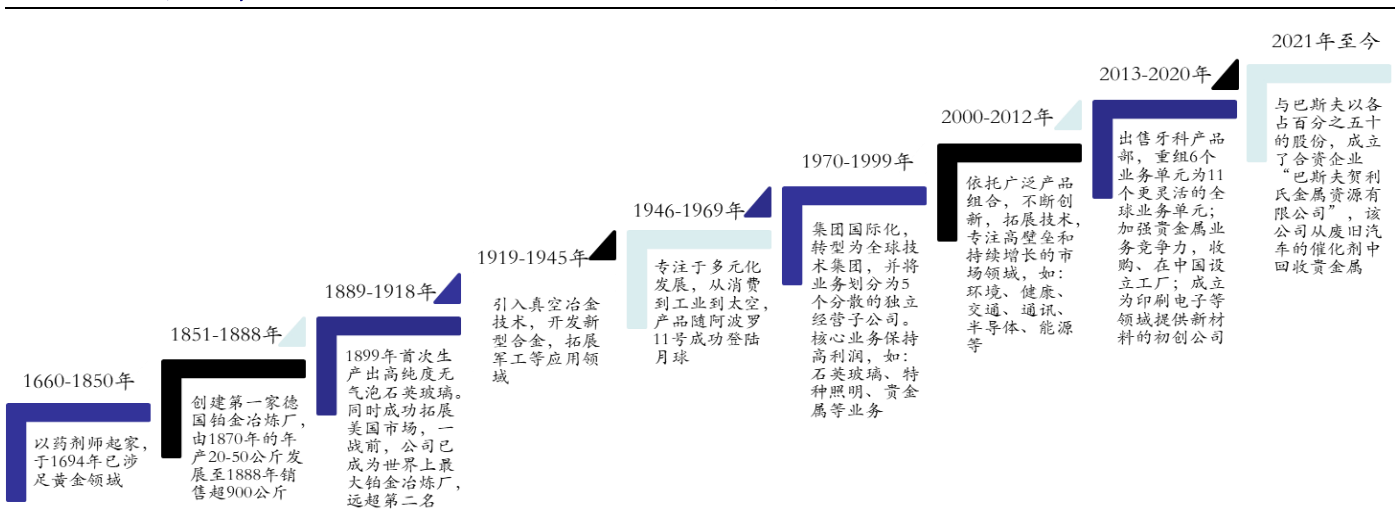 1660-1850年
以药剂师起家，
于1694年已涉
足黄金领域
1851-1888年
创建第一家德
国铂金冶炼厂，
由1870年的年
产20-50公斤发
展至1888年销
售超900公斤
1889-1918年
1899年首次生
产出高纯度无
气泡石英玻璃。
同时成功拓展
美国市场，一
战前，公司已
成为世界上最
大铂金冶炼厂，
远超第二名
1919-1945年
引入真空冶金
技术，开发新
型合金，拓展
军工等应用领
域
1946-1969年
专注于多元化
发展，从消费
到工业到太空，
产品随阿波罗
11号成功登陆
月球
1970-1999年
集团国际化，
转型为全球技
术集团，并将
业务划分为5
个分散的独立
经营子公司。
核心业务保持
高利润，如：
石英玻璃、特
种照明、贵金
属等业务
2000-2012年
依托广泛产品
组合，不断创
新，拓展技术，
专注高壁垒和
持续增长的市
场领域，如：
环境、健康、
交通、通讯、
半导体、能源
等
2013-2020年
出售牙科产品
部，重组6个
业务单元为11
个更灵活的全
球业务单元；
加强贵金属业
务竞争力，收
购、在中国设
立工厂；成立
为印刷电子等
领域提供新材
料的初创公司
2021年至今
与巴斯夫以各
占百分之五十
的股份，成立
了合资企业
“巴斯夫贺利
氏金属资源有
限公司”，该
公司从废旧汽
车的催化剂中
回收贵金属